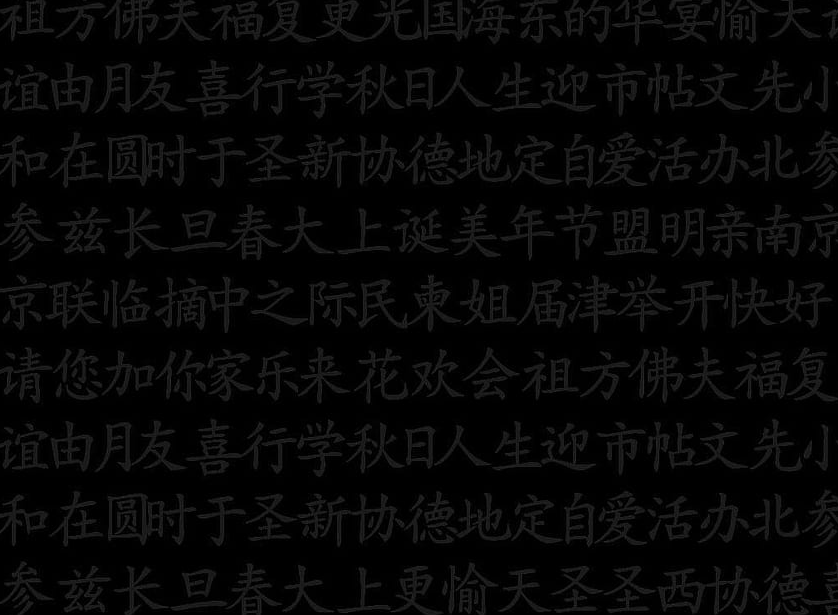 祖方佛夫福复更光国海东的华宴愉天
谊由月友喜行学秋日人生迎市帖文先小
和在圆时于圣新协德地定自爱活办北参
参兹长旦春大上诞美年节盟明亲南京
京联临摘中之际民柬姐届津举开快好
请您加你家乐来花欢会祖方佛夫福复
谊由月友喜行学秋日人生迎市帖文先小
和在圆时于圣新协德地定自爱活办北参
参兹长旦春大上更愉天圣圣西协德